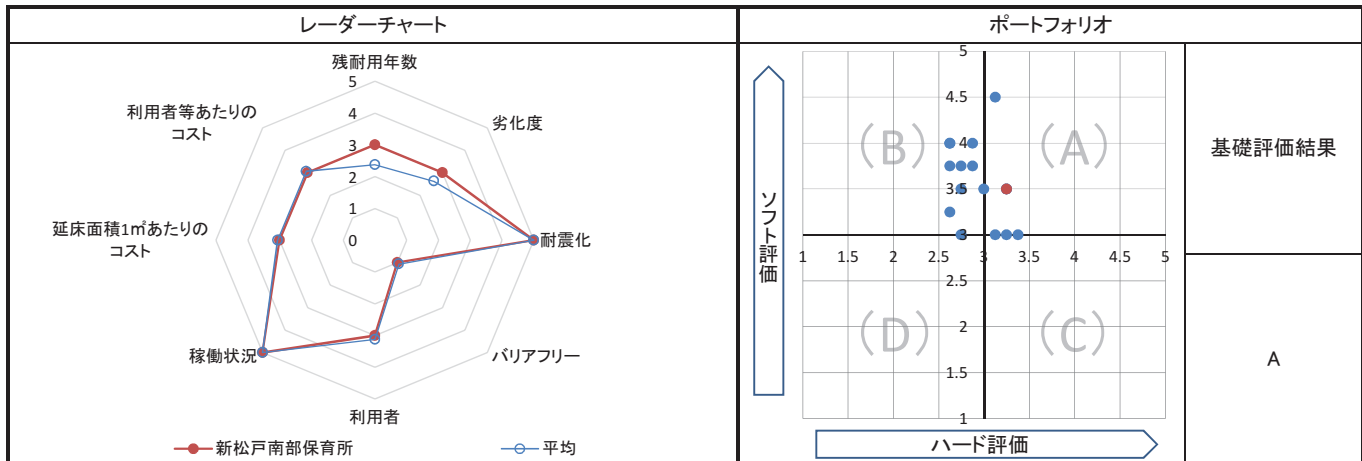 レーダーチャート
残耐用年数
劣化度
耐震化
バリアフリー
利用者
稼働状況
延床面積1㎡あたりの
コスト
利用者等あたりの
コスト
5
4
3
2
1
0
新松戸南部保育所
平均
ポートフォリオ
ソフト評価
5
4.5
4
3.5
3
2.5
2
1.5
1
1 1.5 2 2.5 3 3.5 4 4.5 5
(B)
(A)
(D)
(C)
ハード評価
基礎評価結果
A